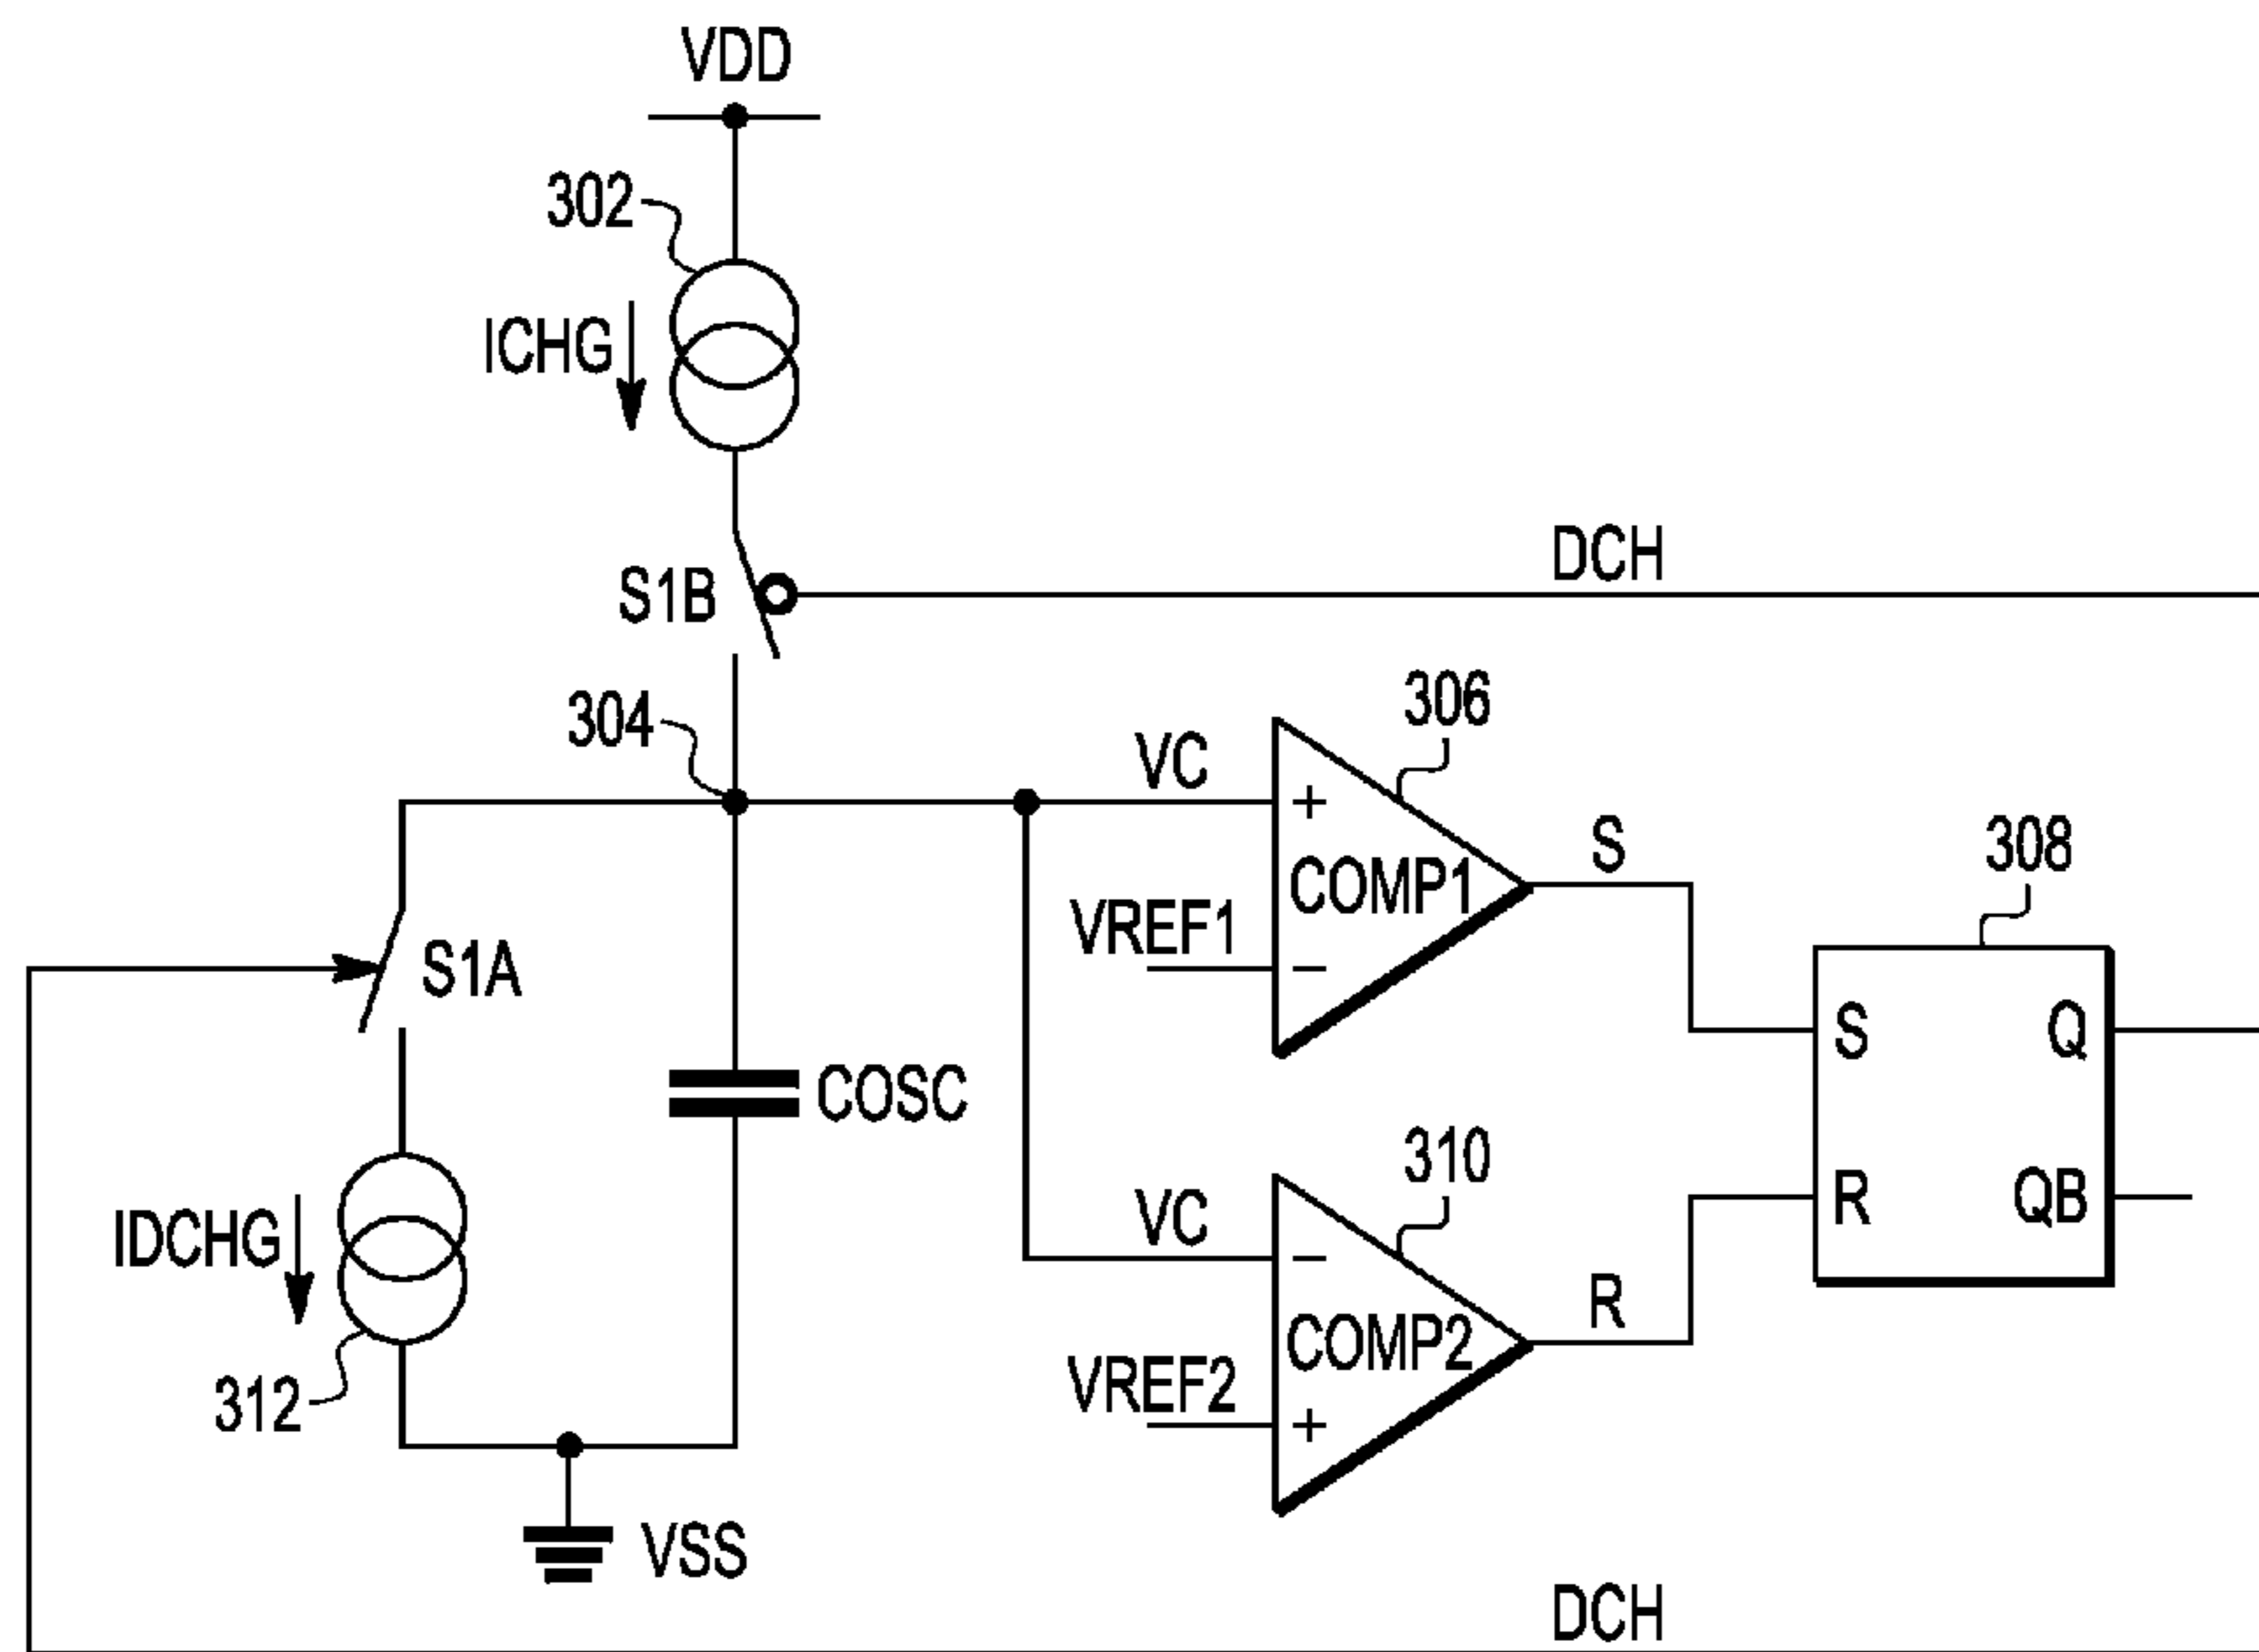 VDD
302
ICHG
DCH
S1B
304
306
VC
+
COMP1
S
308
VREF1
−
S1A
S
Q
COSC
310
R
QB
VC
−
IDCHG
COMP2
R
VREF2
+
312
VSS
DCH